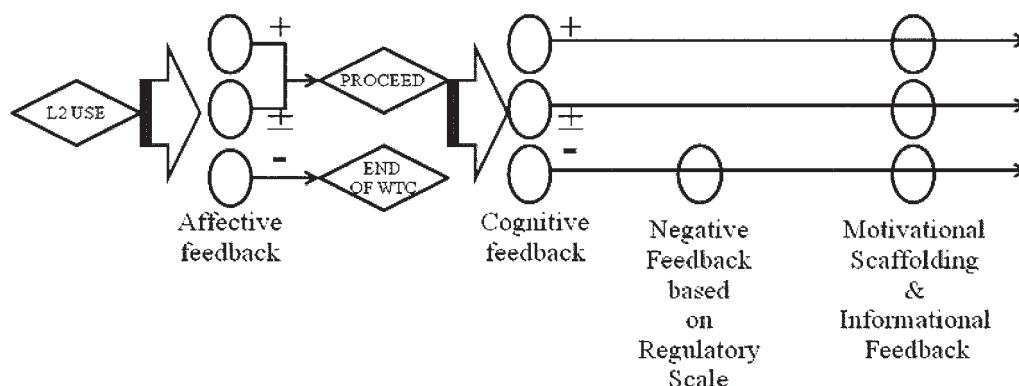 +
+
PROCEED
L2 USE
±
±
-
-
END
OF WTC
Affective
feedback
Cognitive
feedback
Negative
Feedback
based
on
Regulatory
Scale
Motivational
Scaffolding
&
Informational
Feedback